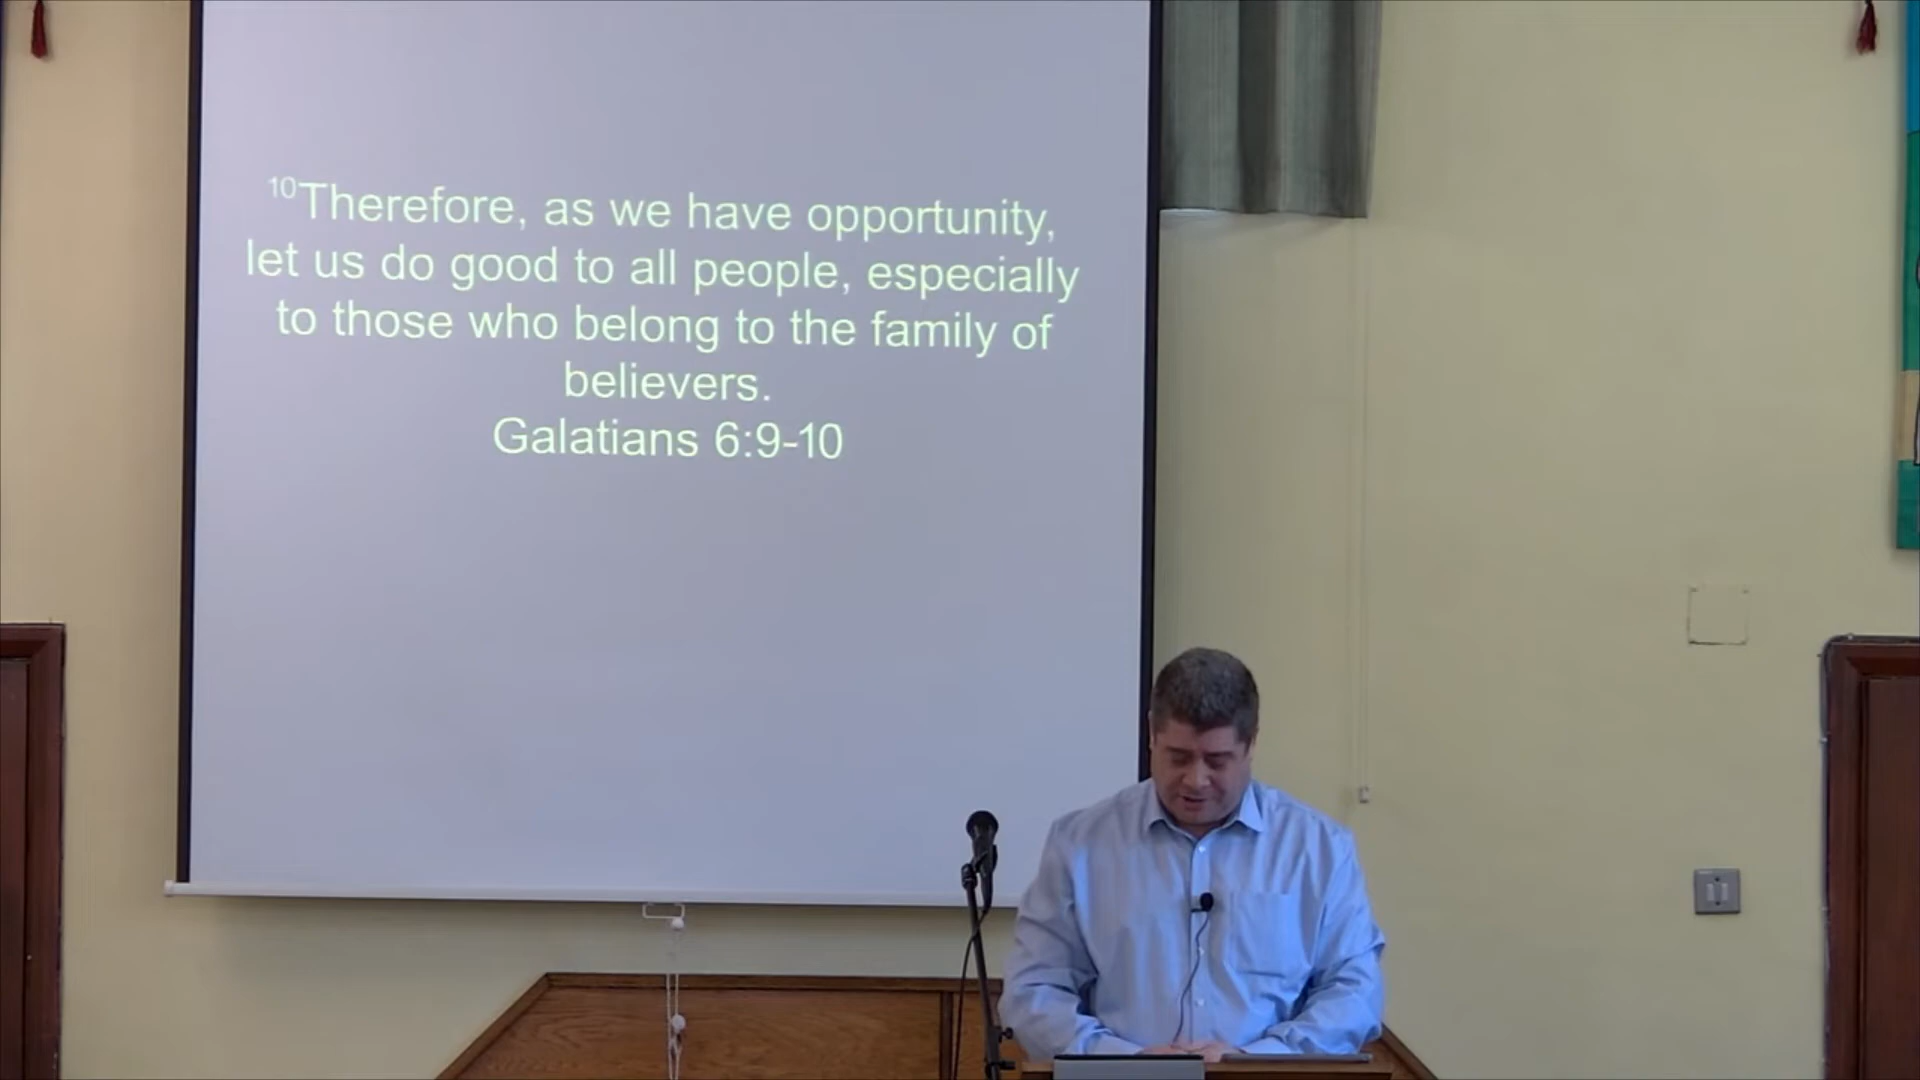 ¹⁰Therefore, as we have opportunity,
let us do good to all people, especially
to those who belong to the family of
believers.
Galatians 6:9-10